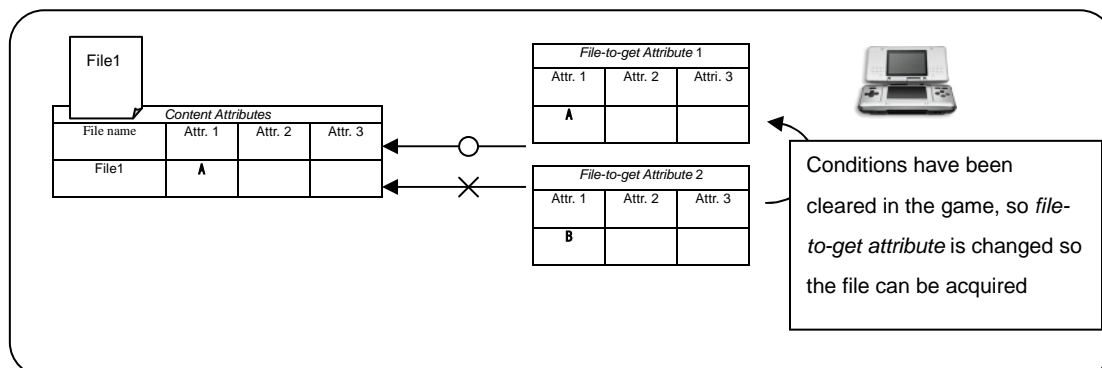 File1
Content Attributes
File name Attr. 1 Attr. 2 Attr. 3
File1 A
File-to-get Attribute 1
Attr. 1 Attr. 2 Attri. 3
A
File-to-get Attribute 2
Attr. 1 Attr. 2 Attr. 3
B
Conditions have been
cleared in the game, so file-
to-get attribute is changed so
the file can be acquired